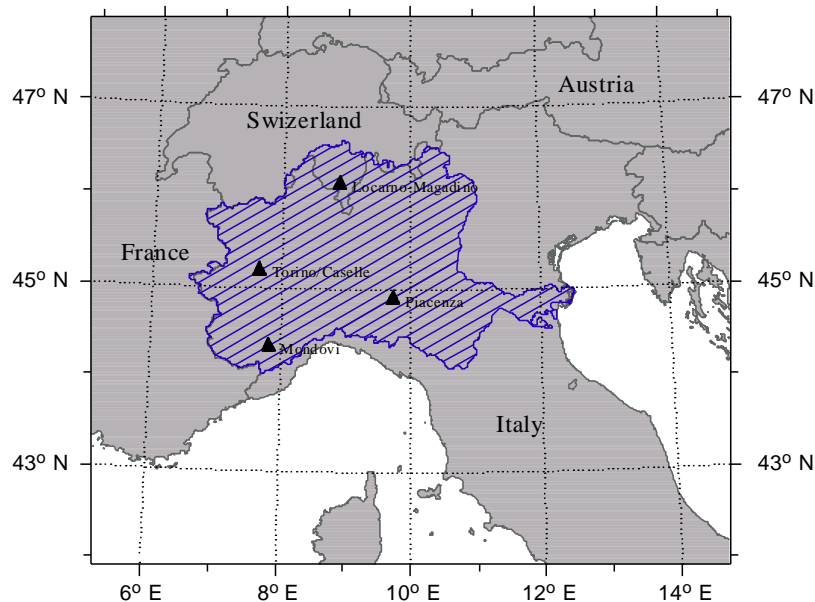 Austria
47° N
47° N
Swizerland
Locarno-Magadino
France
45° N
Torino/Caselle
45° N
Piacenza
Mondovi
Italy
43° N
43° N
6° E
8° E
10° E
12° E
14° E